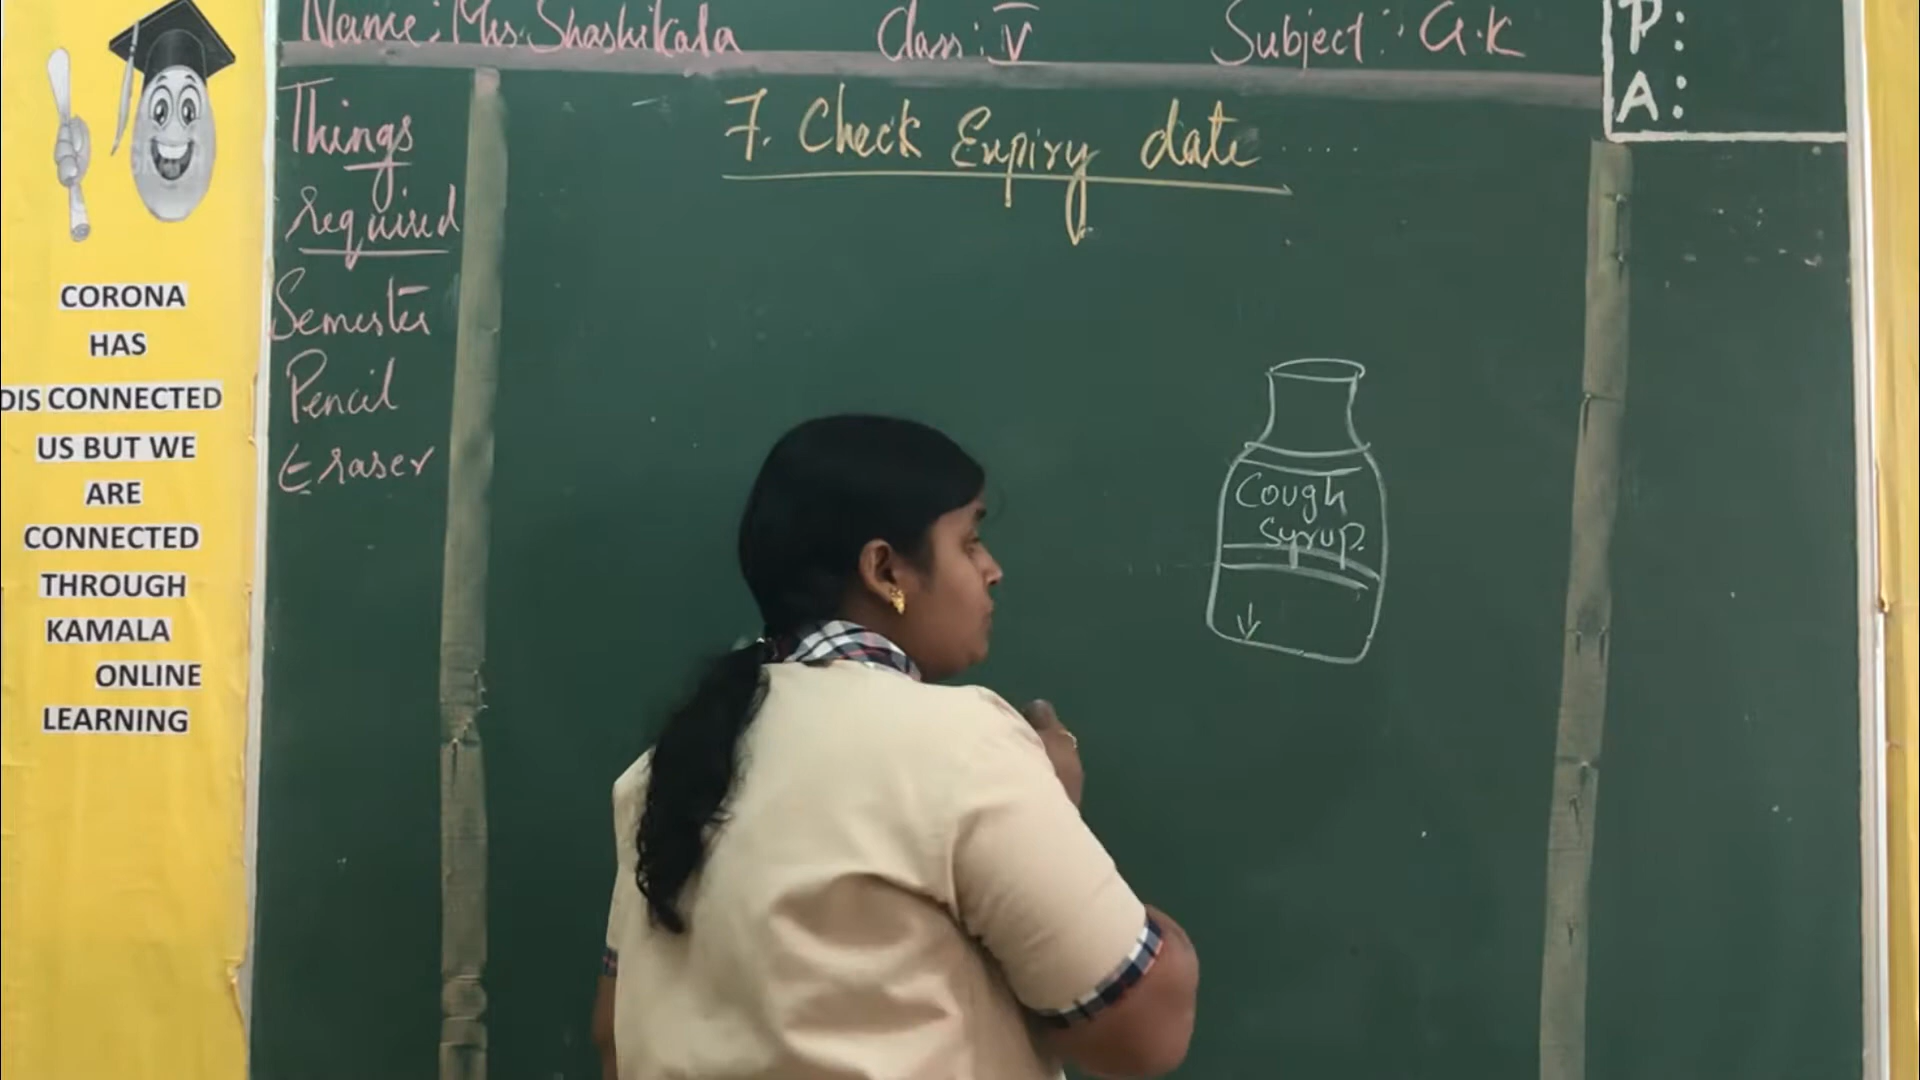 Name: Mrs. Shashikala Class: V Subject: G.K
P:
A:
Things
required
Semester
Pencil
Eraser
7. Check Expiry date ....
Cough
Syrup.
CORONA
HAS
DIS CONNECTED
US BUT WE
ARE
CONNECTED
THROUGH
KAMALA
ONLINE
LEARNING